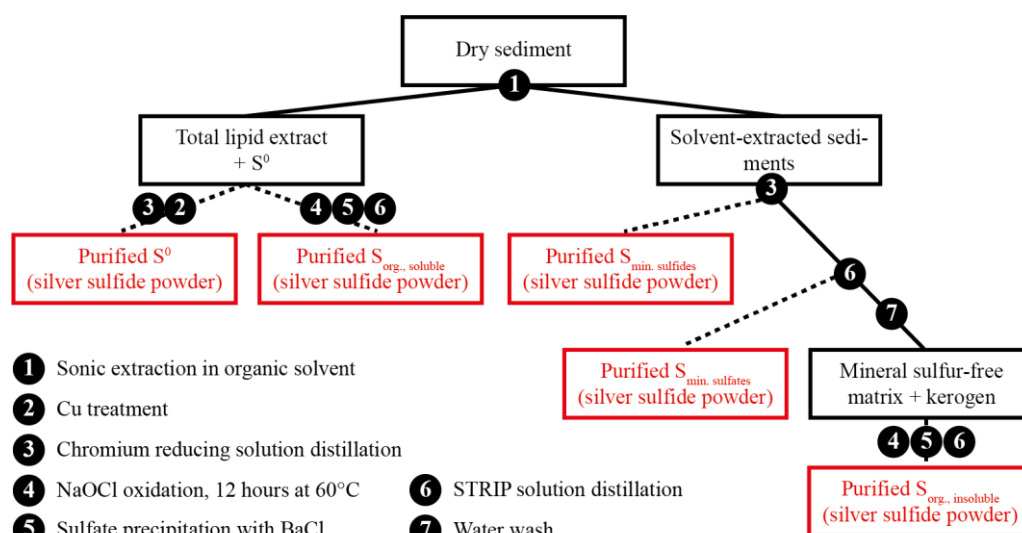 Dry sediment
1
Total lipid extract
+ S⁰
Solvent-extracted sedi-
ments
3
3 2
4 5 6
Purified S⁰
(silver sulfide powder)
Purified S org., soluble
(silver sulfide powder)
Purified S min. sulfides
(silver sulfide powder)
6
7
Purified S min. sulfates
(silver sulfide powder)
Mineral sulfur-free
matrix + kerogen
4 5 6
Purified S org., insoluble
(silver sulfide powder)
1 Sonic extraction in organic solvent
2 Cu treatment
3 Chromium reducing solution distillation
4 NaOCl oxidation, 12 hours at 60°C
5 Sulfate precipitation with BaCl
6 STRIP solution distillation
7 Water wash